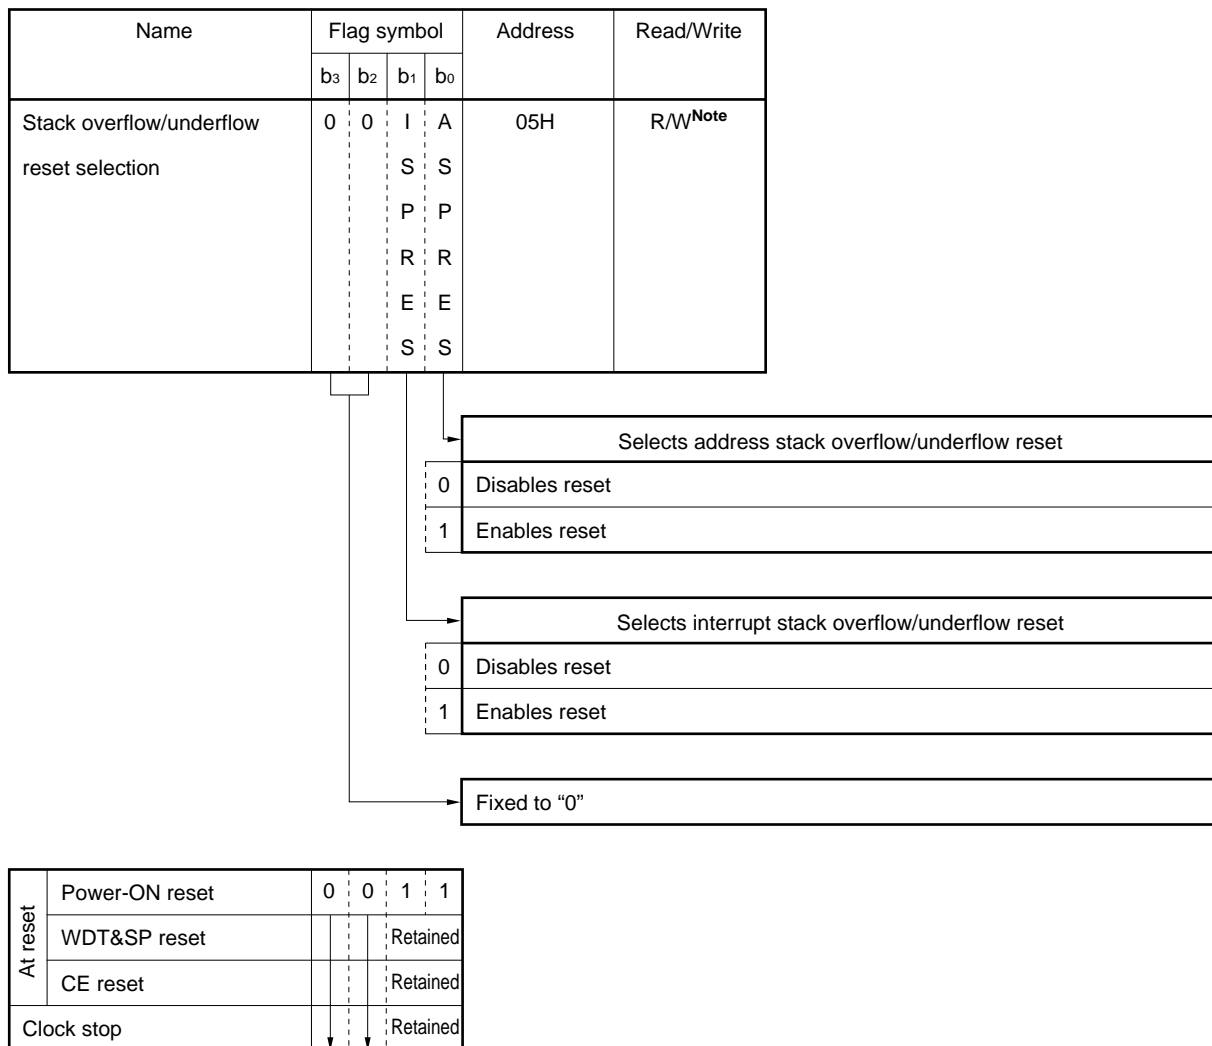 Name Flag symbol Address Read/Write
b3 b2 b1 b0
Stack overflow/underflow 0 0 I A 05H R/WNote
reset selection S S
P P
R R
E E
S S
Selects address stack overflow/underflow reset
0 Disables reset
1 Enables reset
Selects interrupt stack overflow/underflow reset
0 Disables reset
1 Enables reset
Fixed to “0”
At reset
Power-ON reset 0 0 1 1
WDT&SP reset Retained
CE reset Retained
Clock stop Retained